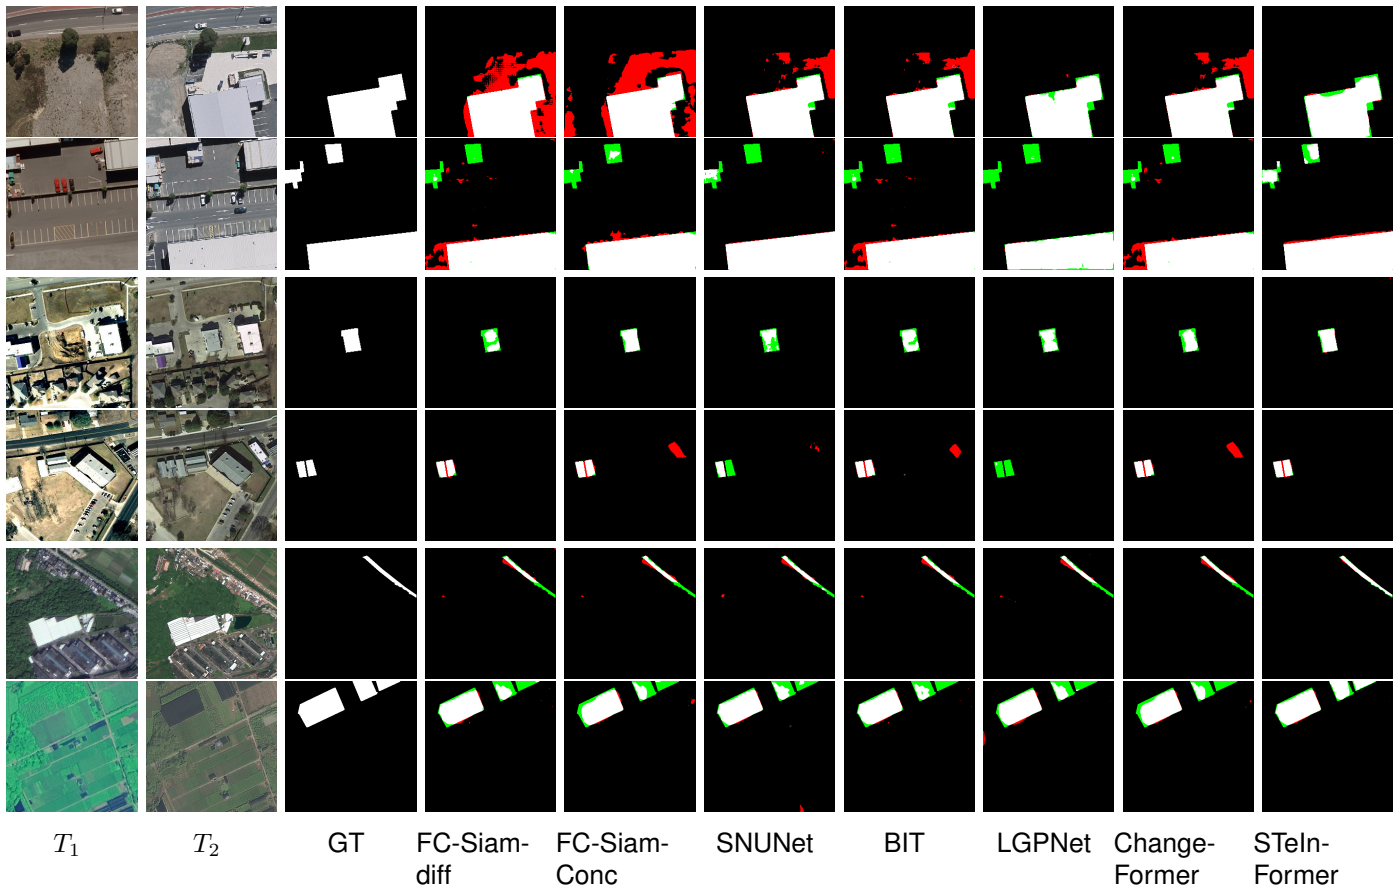 T1 T2 GT FC-Siam- FC-Siam- SNUNet BIT LGPNet Change- STeIn-
diff Conc Former Former